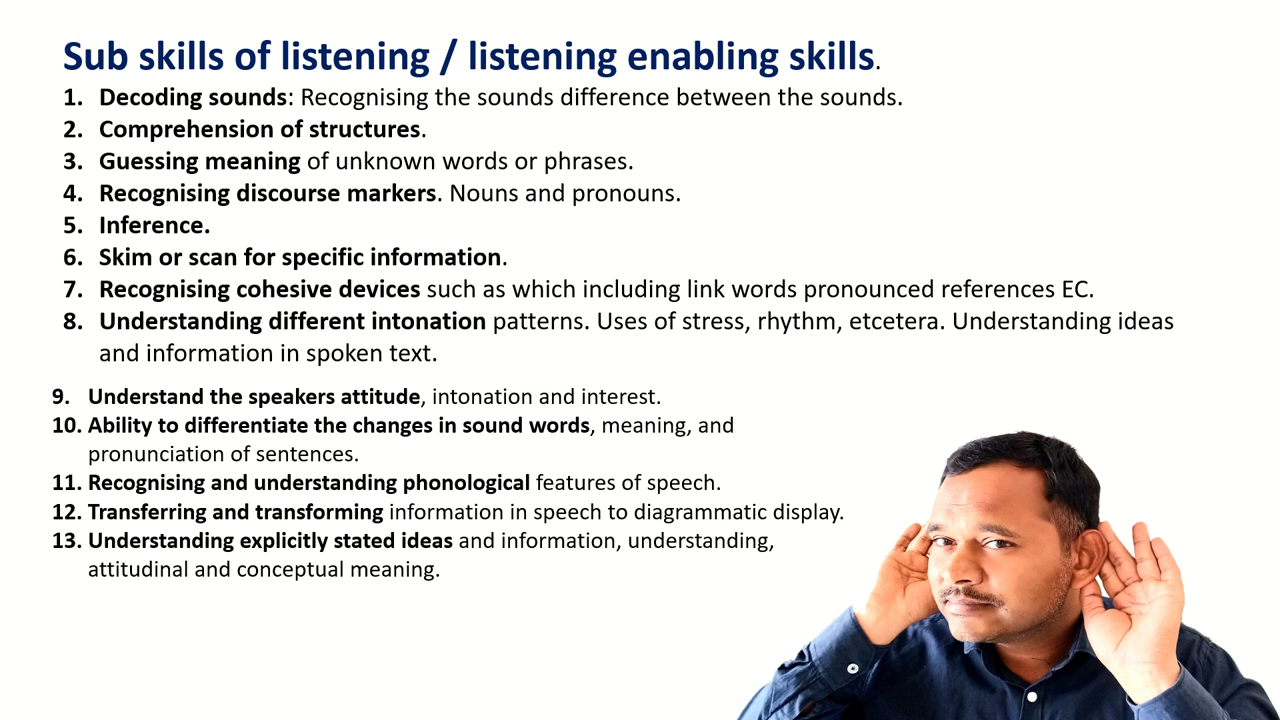 Sub skills of listening / listening enabling skills.
1. Decoding sounds: Recognising the sounds difference between the sounds.
2. Comprehension of structures.
3. Guessing meaning of unknown words or phrases.
4. Recognising discourse markers. Nouns and pronouns.
5. Inference.
6. Skim or scan for specific information.
7. Recognising cohesive devices such as which including link words pronounced references EC.
8. Understanding different intonation patterns. Uses of stress, rhythm, etcetera. Understanding ideas
and information in spoken text.
9. Understand the speakers attitude, intonation and interest.
10. Ability to differentiate the changes in sound words, meaning, and
pronunciation of sentences.
11. Recognising and understanding phonological features of speech.
12. Transferring and transforming information in speech to diagrammatic display.
13. Understanding explicitly stated ideas and information, understanding,
attitudinal and conceptual meaning.